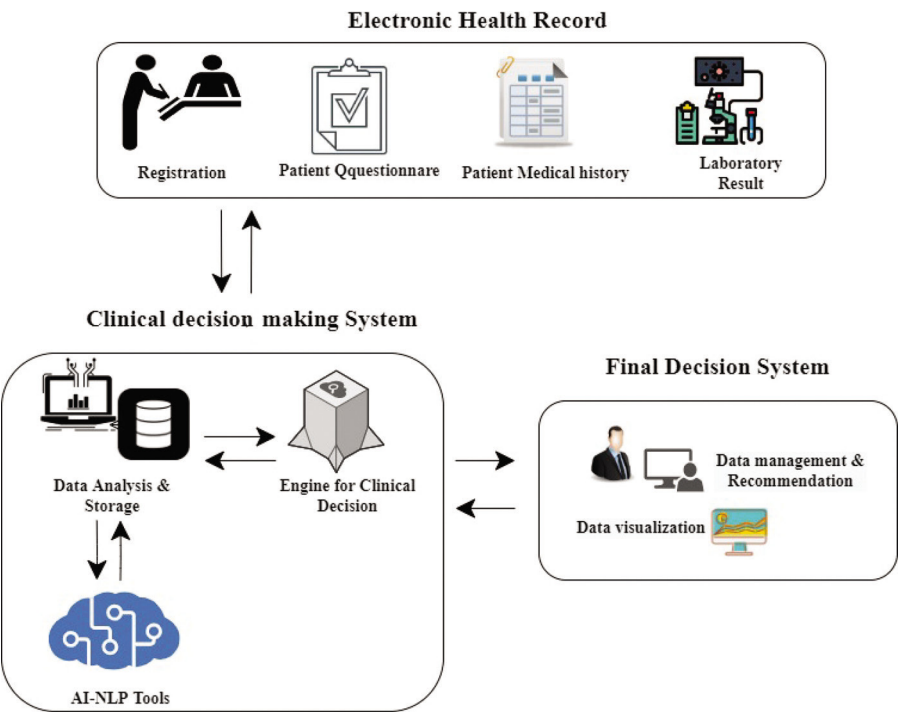 Electronic Health Record
Registration
Patient Qquestionnare
Patient Medical history
Laboratory
Result
Clinical decision making System
Data Analysis &
Storage
Engine for Clinical
Decision
AI-NLP Tools
Final Decision System
Data management &
Recommendation
Data visualization